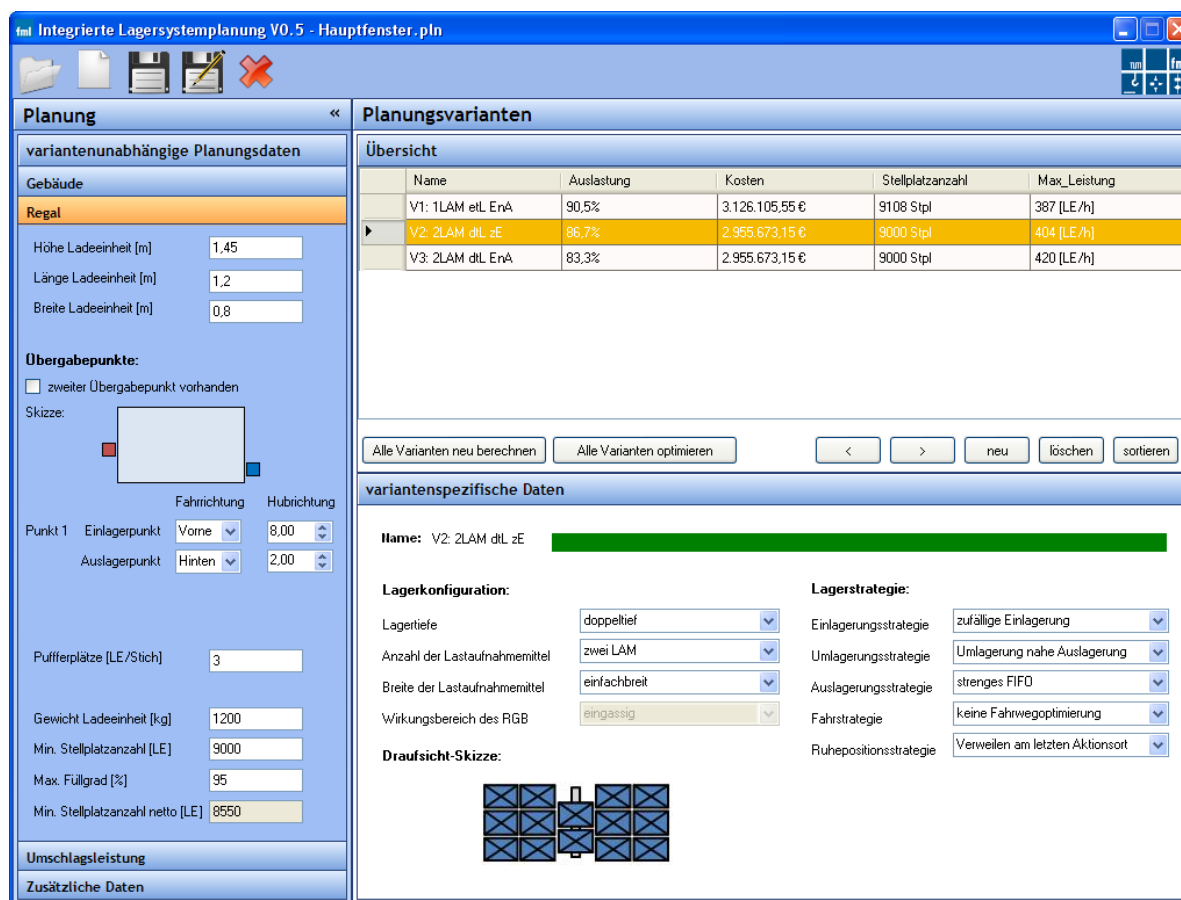 fml Integrierte Lagersystemplanung V0.5 - Hauptfenster.pln
Planung «
variantenunabhängige Planungsdaten
Gebäude
Regal
Höhe Ladeeinheit [m] 1,45
Länge Ladeeinheit [m] 1,2
Breite Ladeeinheit [m] 0,8
Übergabepunkte:
zweiter Übergabepunkt vorhanden
Skizze:
Fahrrichtung Hubrichtung
Punkt 1 Einlagerpunkt Vorne 8,00
Auslagerpunkt Hinten 2,00
Puffferplätze [LE/Stich] 3
Gewicht Ladeeinheit [kg] 1200
Min. Stellplatzanzahl [LE] 9000
Max. Füllgrad [%] 95
Min. Stellplatzanzahl netto [LE] 8550
Umschlagsleistung
Zusätzliche Daten
Planungsvarianten
Übersicht
Name Auslastung Kosten Stellplatzanzahl Max_Leistung
V1: 1LAM etL EnA 90,5% 3.126.105,55 € 9108 Stpl 387 [LE/h]
V2: 2LAM dtL zE 86,7% 2.955.673,15 € 9000 Stpl 404 [LE/h]
V3: 2LAM dtL EnA 83,3% 2.955.673,15 € 9000 Stpl 420 [LE/h]
Alle Varianten neu berechnen Alle Varianten optimieren < > neu löschen sortieren
variantenspezifische Daten
Name: V2: 2LAM dtL zE
Lagerkonfiguration:
Lagertiefe doppeltief
Anzahl der Lastaufnahmemittel zwei LAM
Breite der Lastaufnahmemittel einfachbreit
Wirkungsbereich des RGB eingassig
Draufsicht-Skizze:
Lagerstrategie:
Einlagerungsstrategie zufällige Einlagerung
Umlagerungsstrategie Umlagerung nahe Auslagerung
Auslagerungsstrategie strenges FIFO
Fahrstrategie keine Fahrwegoptimierung
Ruhepositionsstrategie Verweilen am letzten Aktionsort